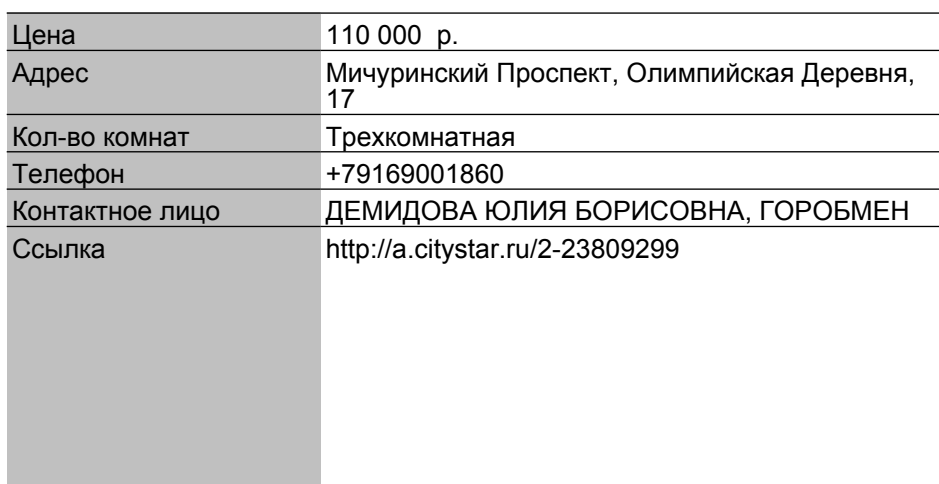 Цена 110 000 р.
Адрес Мичуринский Проспект, Олимпийская Деревня,
17
Кол-во комнат Трехкомнатная
Телефон +79169001860
Контактное лицо ДЕМИДОВА ЮЛИЯ БОРИСОВНА, ГОРОБМЕН
Ссылка http://a.citystar.ru/2-23809299